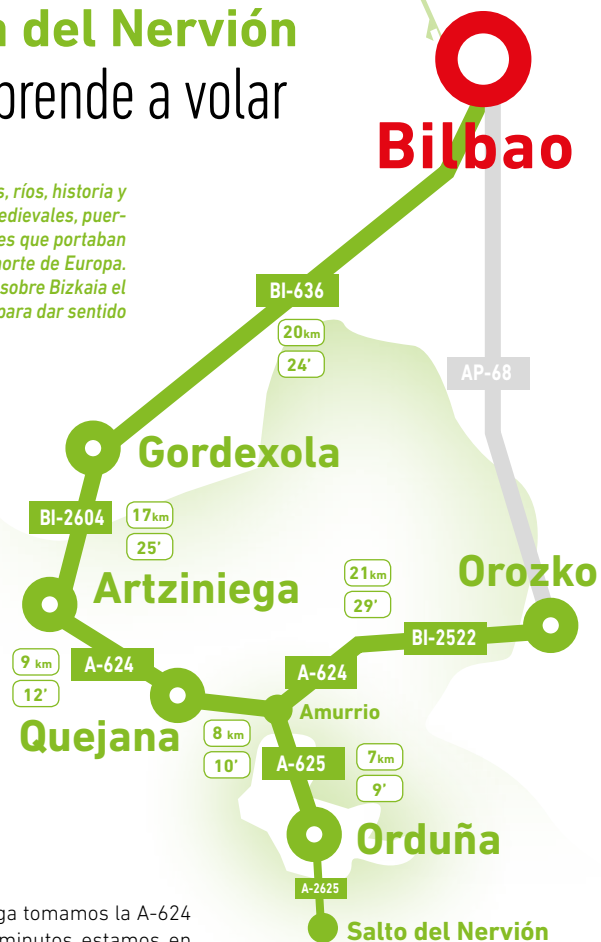 del Nervión
prende a volar
Bilbao
s, ríos, historia y
edievales, puer-
es que portaban
norte de Europa.
sobre Bizkaia el
para dar sentido
BI-636
20km
24'
AP-68
Gordexola
BI-2604
17km
25'
Artziniega
21km
29'
Orozko
BI-2522
9 km
12'
A-624
A-624
Quejana
Amurrio
8 km
10'
A-625
7km
9'
Orduña
A-2625
ga tomamos la A-624
minutos estamos en
Salto del Nervión